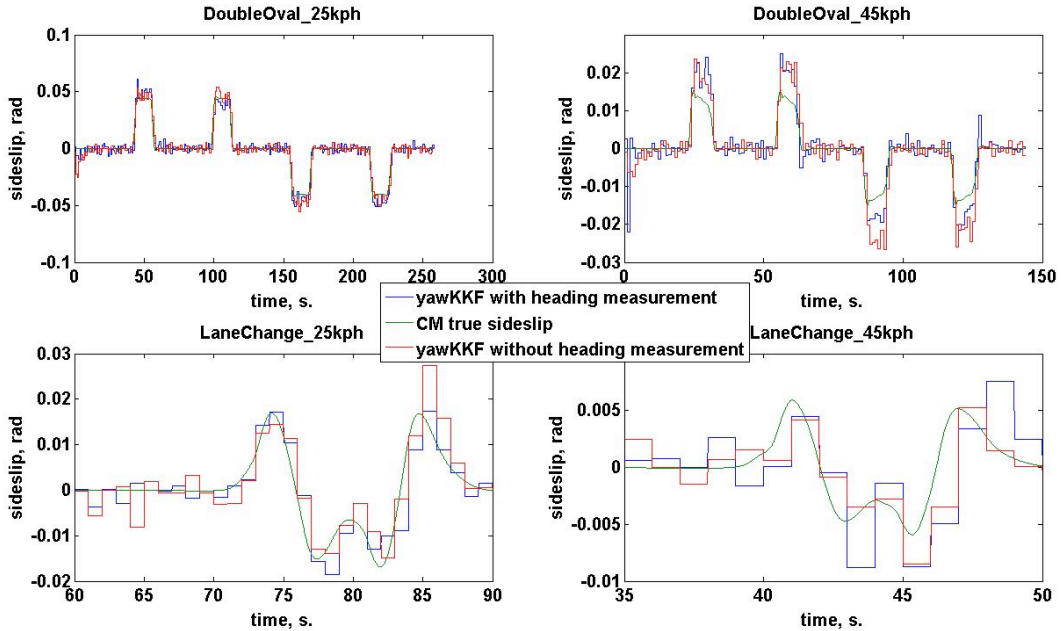 DoubleOval_25kph
0.1
0.05
0
-0.05
-0.1
sideslip, rad
0 50 100 150 200 250 300
time, s.
DoubleOval_45kph
0.02
0.01
0
-0.01
-0.02
-0.03
sideslip, rad
0 50 100 150
time, s.
yawKKF with heading measurement
CM true sideslip
yawKKF without heading measurement
LaneChange_25kph
0.03
0.02
0.01
0
-0.01
-0.02
sideslip, rad
60 65 70 75 80 85 90
time, s.
LaneChange_45kph
0.005
0
-0.005
-0.01
sideslip, rad
35 40 45 50
time, s.